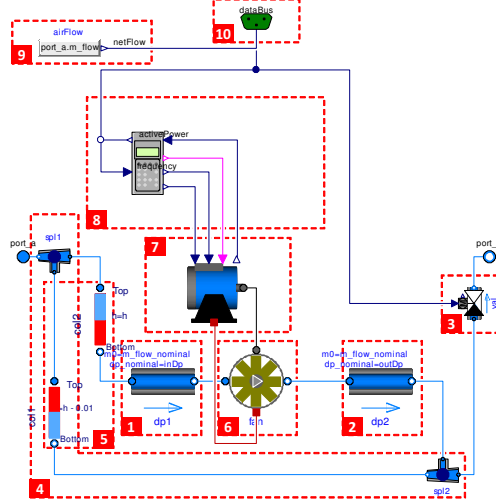 10
dataBus
airFlow
9
port_a.m_flow
netFlow
activePower
frequency
8
7
spl1
port_a
port_
Top
h=h
col2
Bottom
m0=m_flow_nominal
dp_nominal=inDp
m0=m_flow_nominal
dp_nominal=outDp
val
3
Top
-h - 0.01
col1
Bottom
5
1
dp1
6
fan
2
dp2
4
spl2